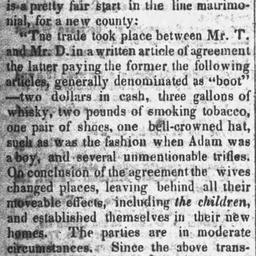 is a pretty fair start in the line matrimo-
nial, for a new county:
"The trade took place between Mr. T.
and Mr. D. in a written article of agreement
the latter paying the former the following
articles, generally denominated as "boot"
—two dollars in cash, three gallons of
whisky, two pounds of smoking tobacco,
one pair of shoes, one bell-crowned hat,
such as was the fashion when Adam was
a boy, and several unmentionable trifles.
On conclusion of the agreement the wives
changed places, leaving behind all their
moveable effects, including the children,
and established themselves in their new
homes. The parties are in moderate
circumstances. Since the above trans-